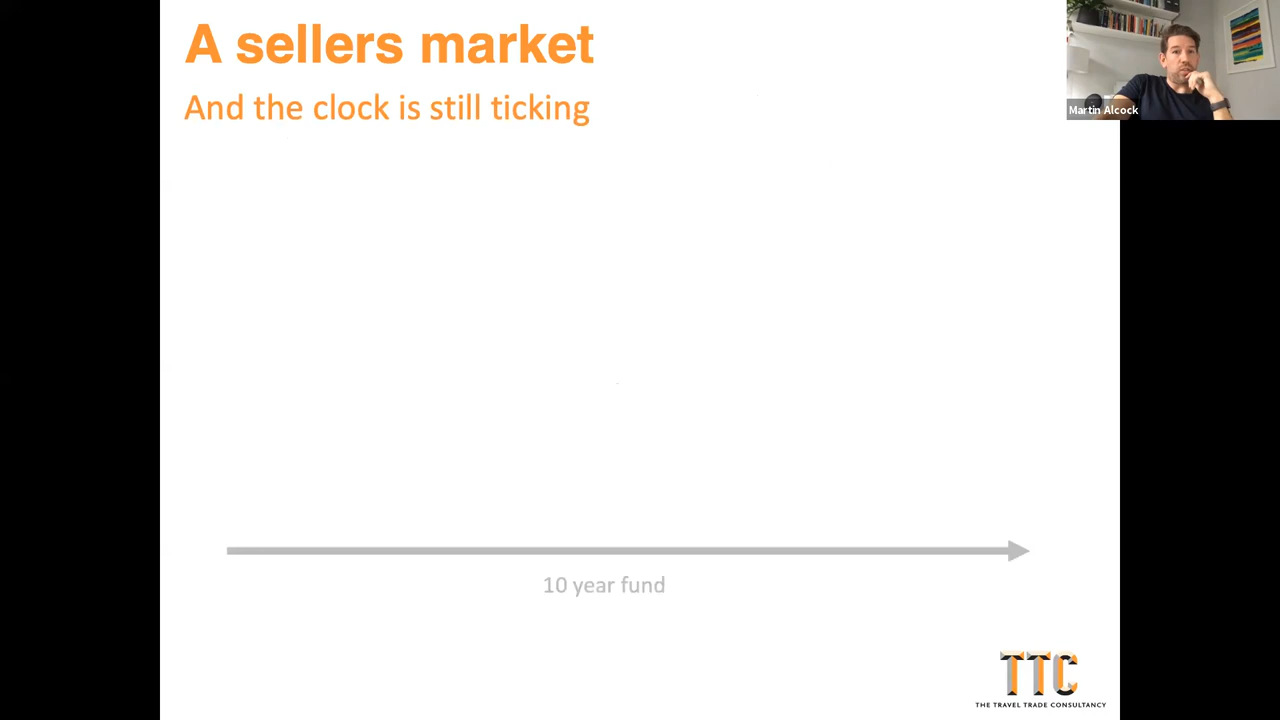 A sellers market
And the clock is still ticking
Martin Alcock
10 year fund
TTC
THE TRAVEL TRADE CONSULTANCY